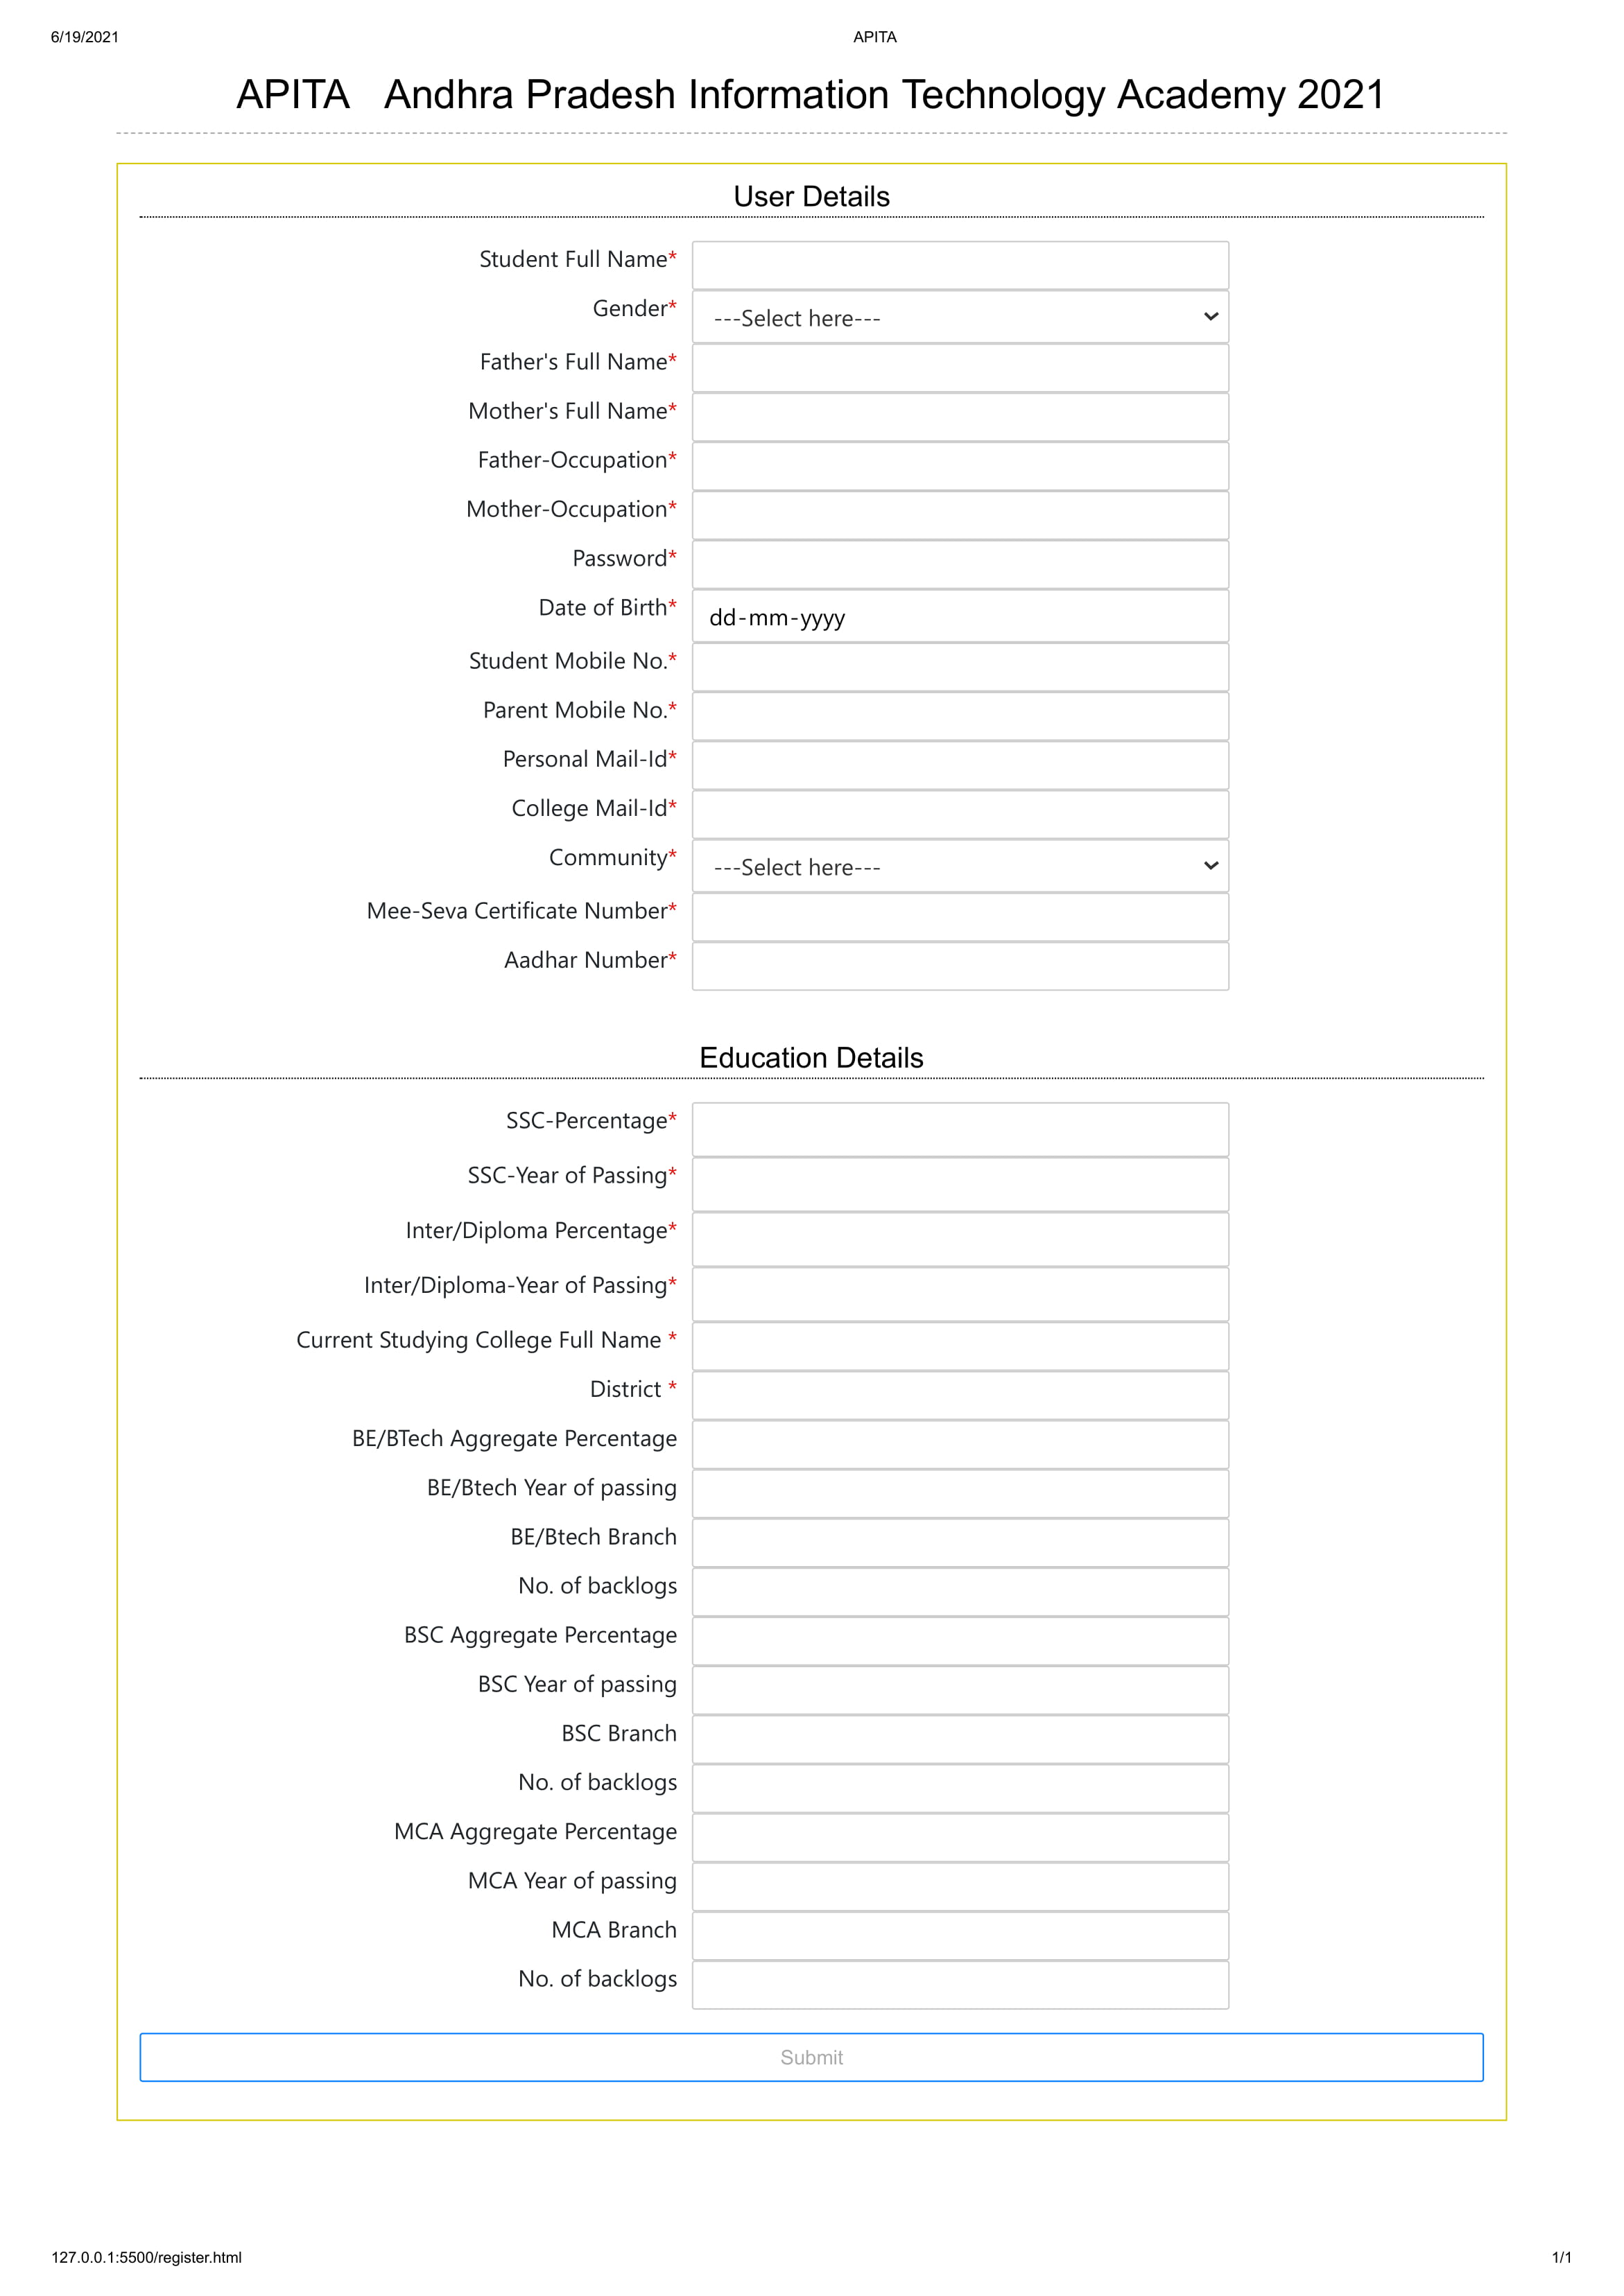 6/19/2021 APITA
APITA Andhra Pradesh Information Technology Academy 2021
User Details
Student Full Name*
Gender* ---Select here---
Father's Full Name*
Mother's Full Name*
Father-Occupation*
Mother-Occupation*
Password*
Date of Birth* dd-mm-yyyy
Student Mobile No.*
Parent Mobile No.*
Personal Mail-Id*
College Mail-Id*
Community* ---Select here---
Mee-Seva Certificate Number*
Aadhar Number*
Education Details
SSC-Percentage*
SSC-Year of Passing*
Inter/Diploma Percentage*
Inter/Diploma-Year of Passing*
Current Studying College Full Name *
District *
BE/BTech Aggregate Percentage
BE/Btech Year of passing
BE/Btech Branch
No. of backlogs
BSC Aggregate Percentage
BSC Year of passing
BSC Branch
No. of backlogs
MCA Aggregate Percentage
MCA Year of passing
MCA Branch
No. of backlogs
Submit
127.0.0.1:5500/register.html 1/1